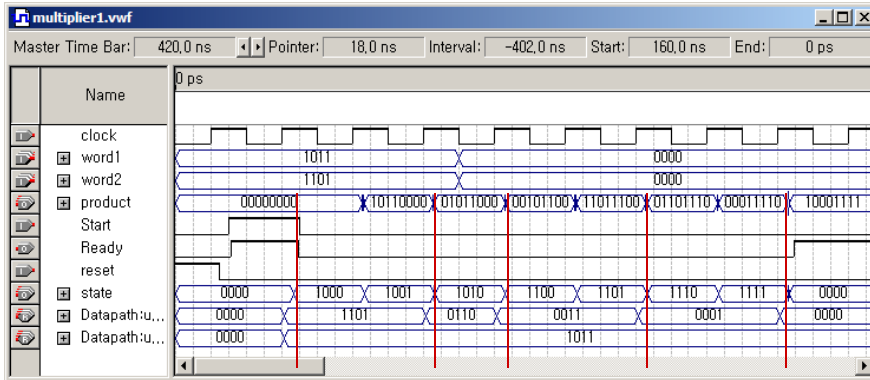 multiplier1.vwf
Master Time Bar: 420,0 ns Pointer: 18,0 ns Interval: -402,0 ns Start: 160,0 ns End: 0 ps
Name 0 ps
clock
word1 1011 0000
word2 1101 0000
product 00000000 10110000 01011000 00101100 11011100 01101110 00011110 10001111
Start
Ready
reset
state 0000 1000 1001 1010 1100 1101 1110 1111 0000
Datapath:u,,, 0000 1101 0110 0011 0001 0000
Datapath:u,,, 0000 1011